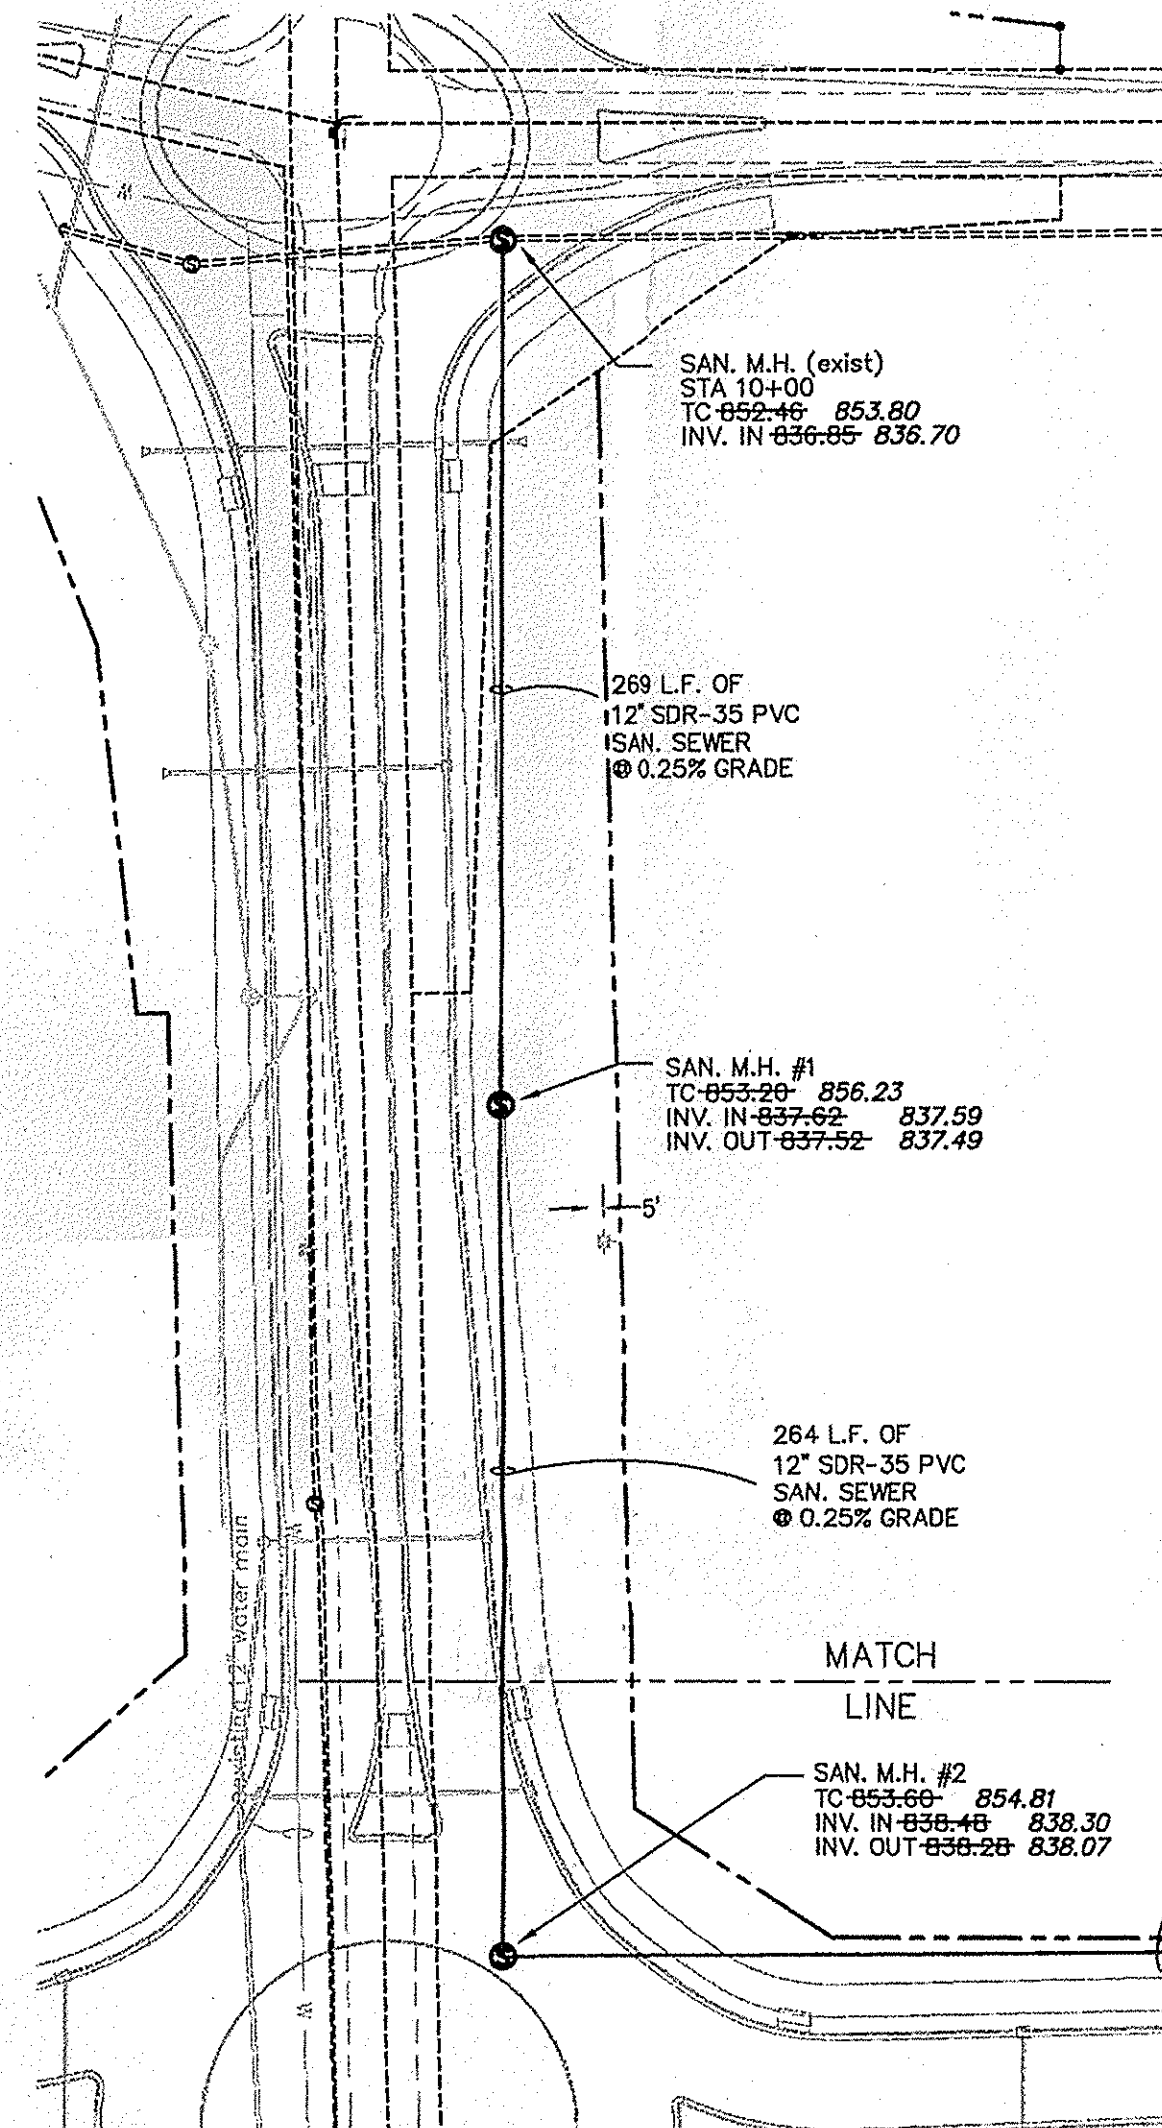 SAN. M.H. (exist)
STA 10+00
TC 852.46 853.80
INV. IN 836.85 836.70
269 L.F. OF
12" SDR-35 PVC
SAN. SEWER
@ 0.25% GRADE
SAN. M.H. #1
TC 853.20 856.23
INV. IN 837.62 837.59
INV. OUT 837.52 837.49
5'
264 L.F. OF
12" SDR-35 PVC
SAN. SEWER
@ 0.25% GRADE
water main
MATCH
LINE
SAN. M.H. #2
TC 853.60 854.81
INV. IN 838.48 838.30
INV. OUT 838.28 838.07